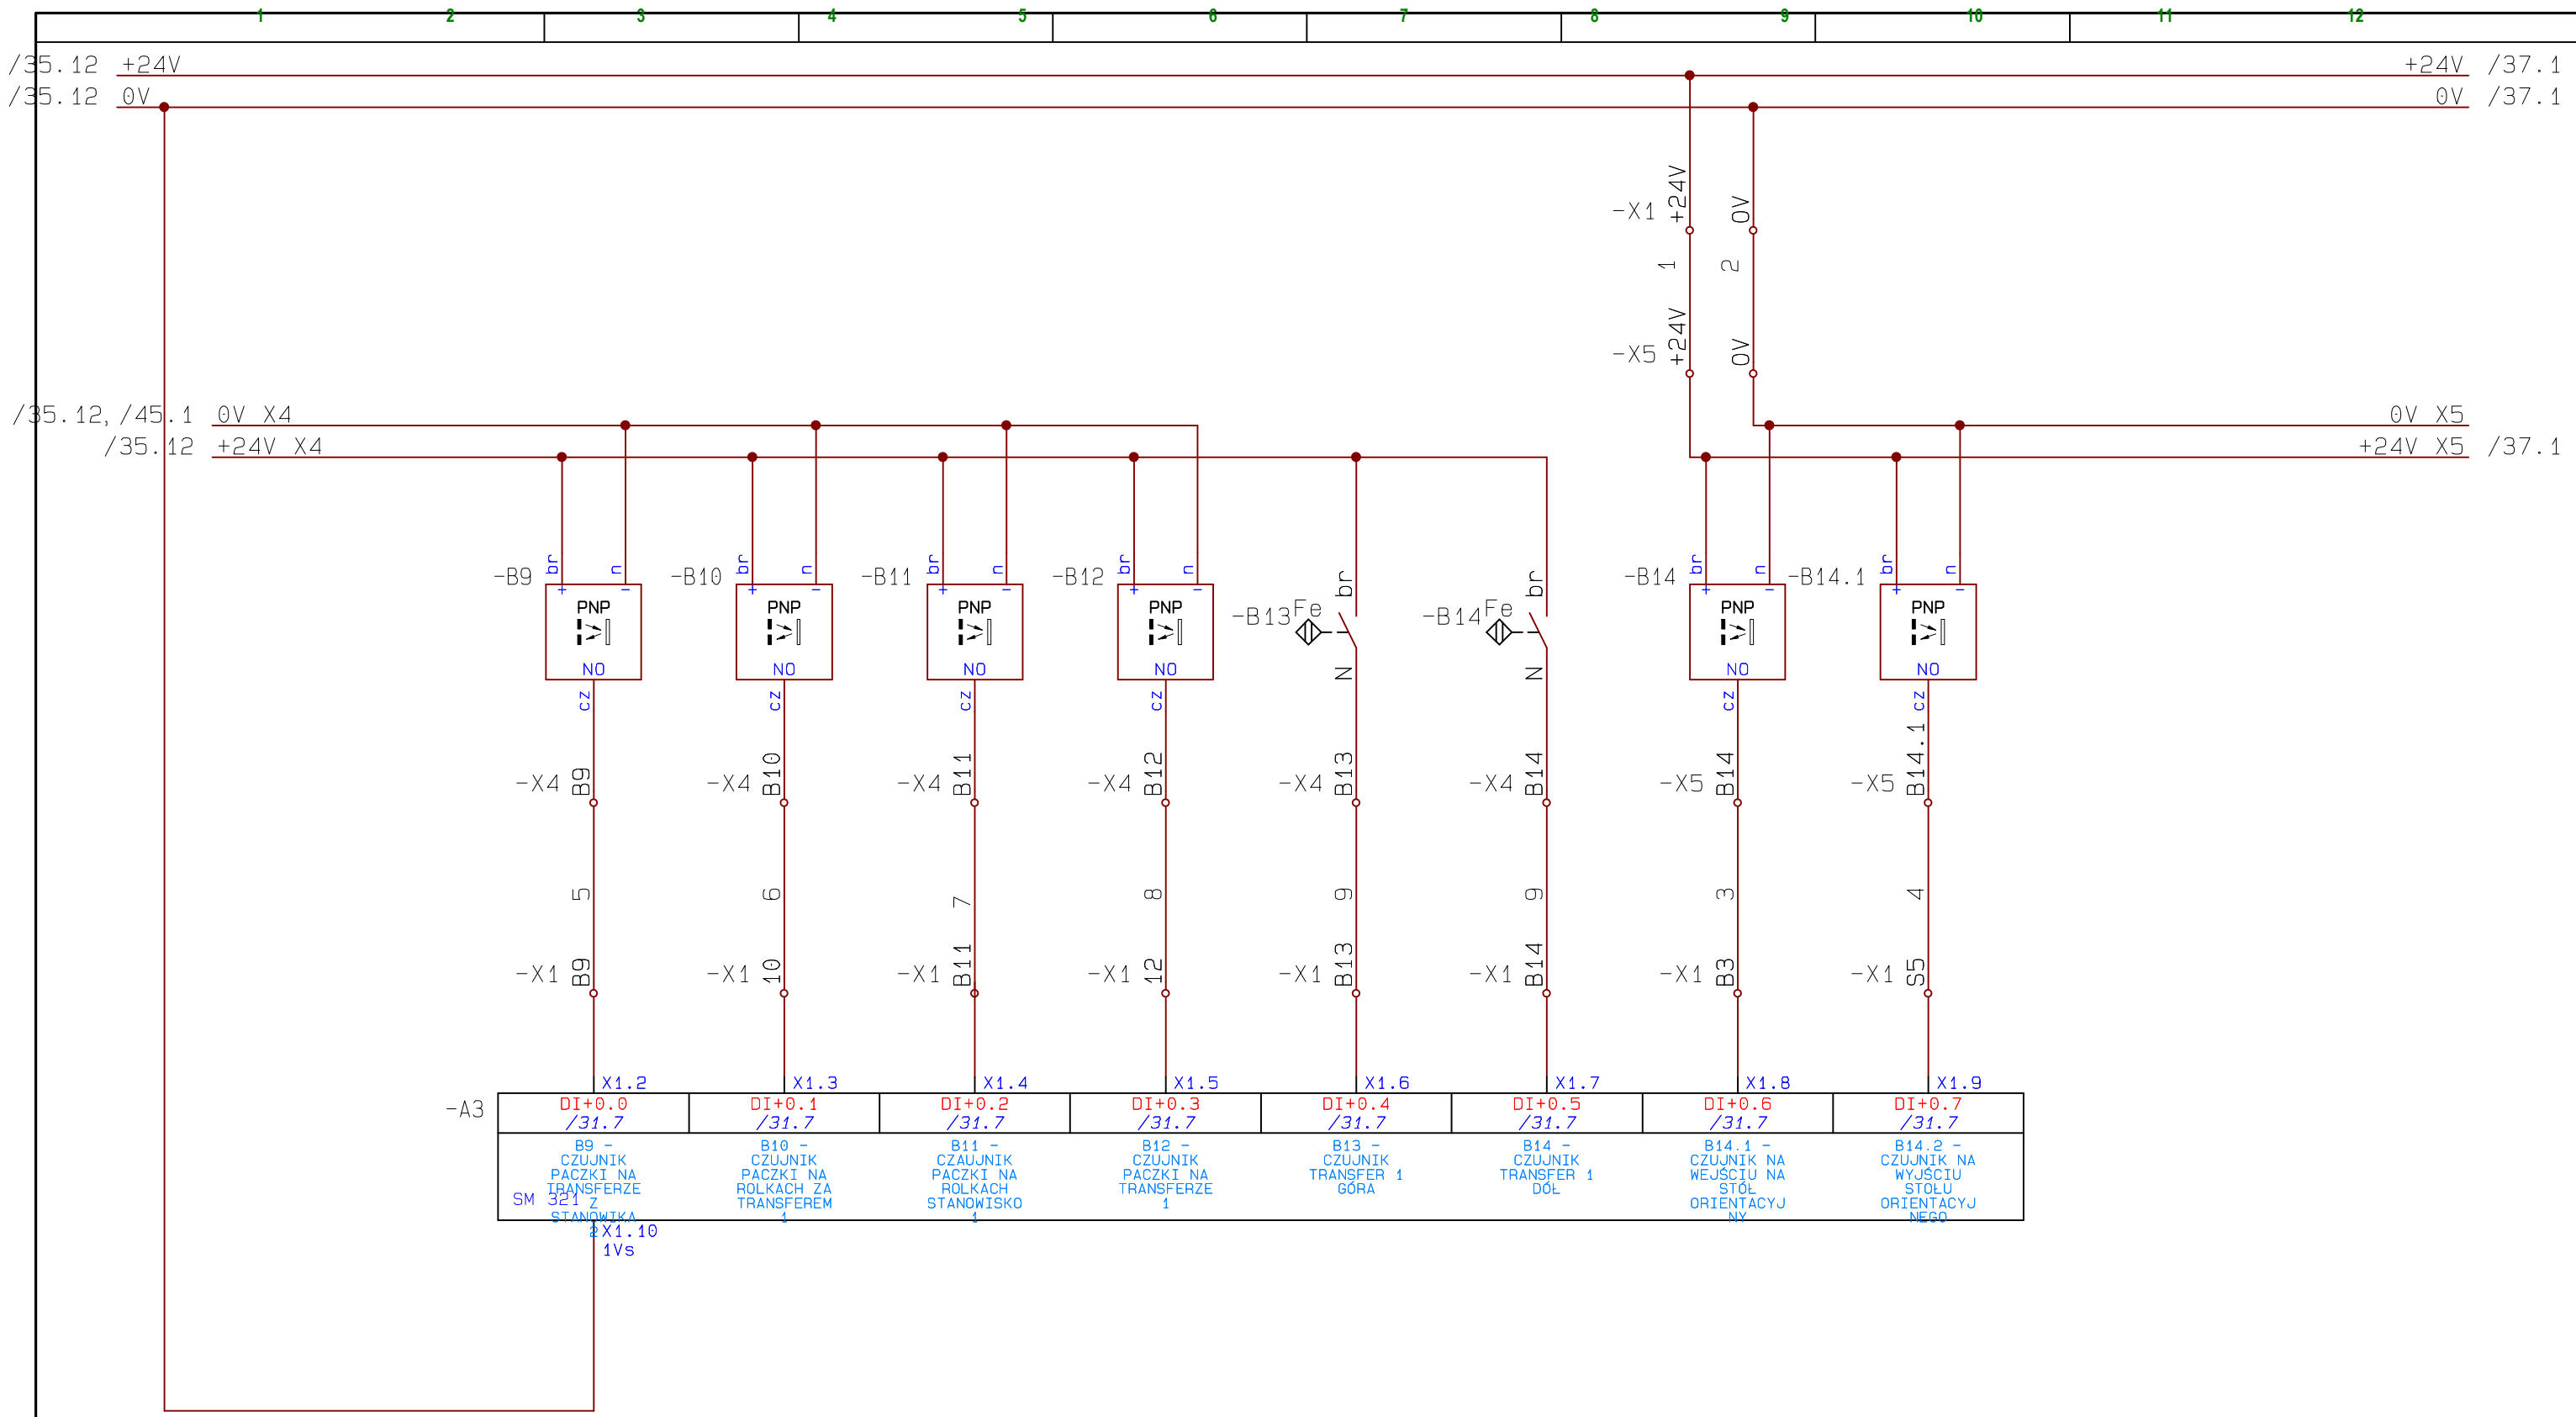 1 2 3 4 5 6 7 8 9 10 11 12
/35.12 +24V +24V /37.1
/35.12 0V 0V /37.1
-X1 +24V 0V
1 2
-X5 +24V 0V
/35.12, /45.1 0V X4 0V X5
/35.12 +24V X4 +24V X5 /37.1
br n br n br n br n br br br n br n
-B9 -B10 -B11 -B12 -B13 Fe -B14 Fe -B14 -B14.1
+ - + - + - + - + - + -
PNP PNP PNP PNP PNP PNP
NO NO NO NO N N NO NO
cz cz cz cz cz cz
-X4 B9 -X4 B10 -X4 B11 -X4 B12 -X4 B13 -X4 B14 -X5 B14 -X5 B14.1
5 6 7 8 9 9 3 4
-X1 B9 -X1 10 -X1 B11 -X1 12 -X1 B13 -X1 B14 -X1 B3 -X1 S5
X1.2 X1.3 X1.4 X1.5 X1.6 X1.7 X1.8 X1.9
-A3 DI+0.0 DI+0.1 DI+0.2 DI+0.3 DI+0.4 DI+0.5 DI+0.6 DI+0.7
/31.7 /31.7 /31.7 /31.7 /31.7 /31.7 /31.7 /31.7
B9 - B10 - B11 - B12 - B13 - B14 - B14.1 - B14.2 -
CZUJNIK CZUJNIK CZAUJNIK CZUJNIK CZUJNIK CZUJNIK CZUJNIK NA CZUJNIK NA
PACZKI NA PACZKI NA PACZKI NA PACZKI NA TRANSFER 1 TRANSFER 1 WEJŚCIU NA WYJŚCIU
TRANSFERZE ROLKACH ZA ROLKACH TRANSFERZE GÓRA DÓŁ STÓŁ STOŁU
SM 321 Z TRANSFEREM STANOWISKO 1 ORIENTACYJ ORIENTACYJ
STANOWIKA 1 1 NY NEGO
2 X1.10
1Vs